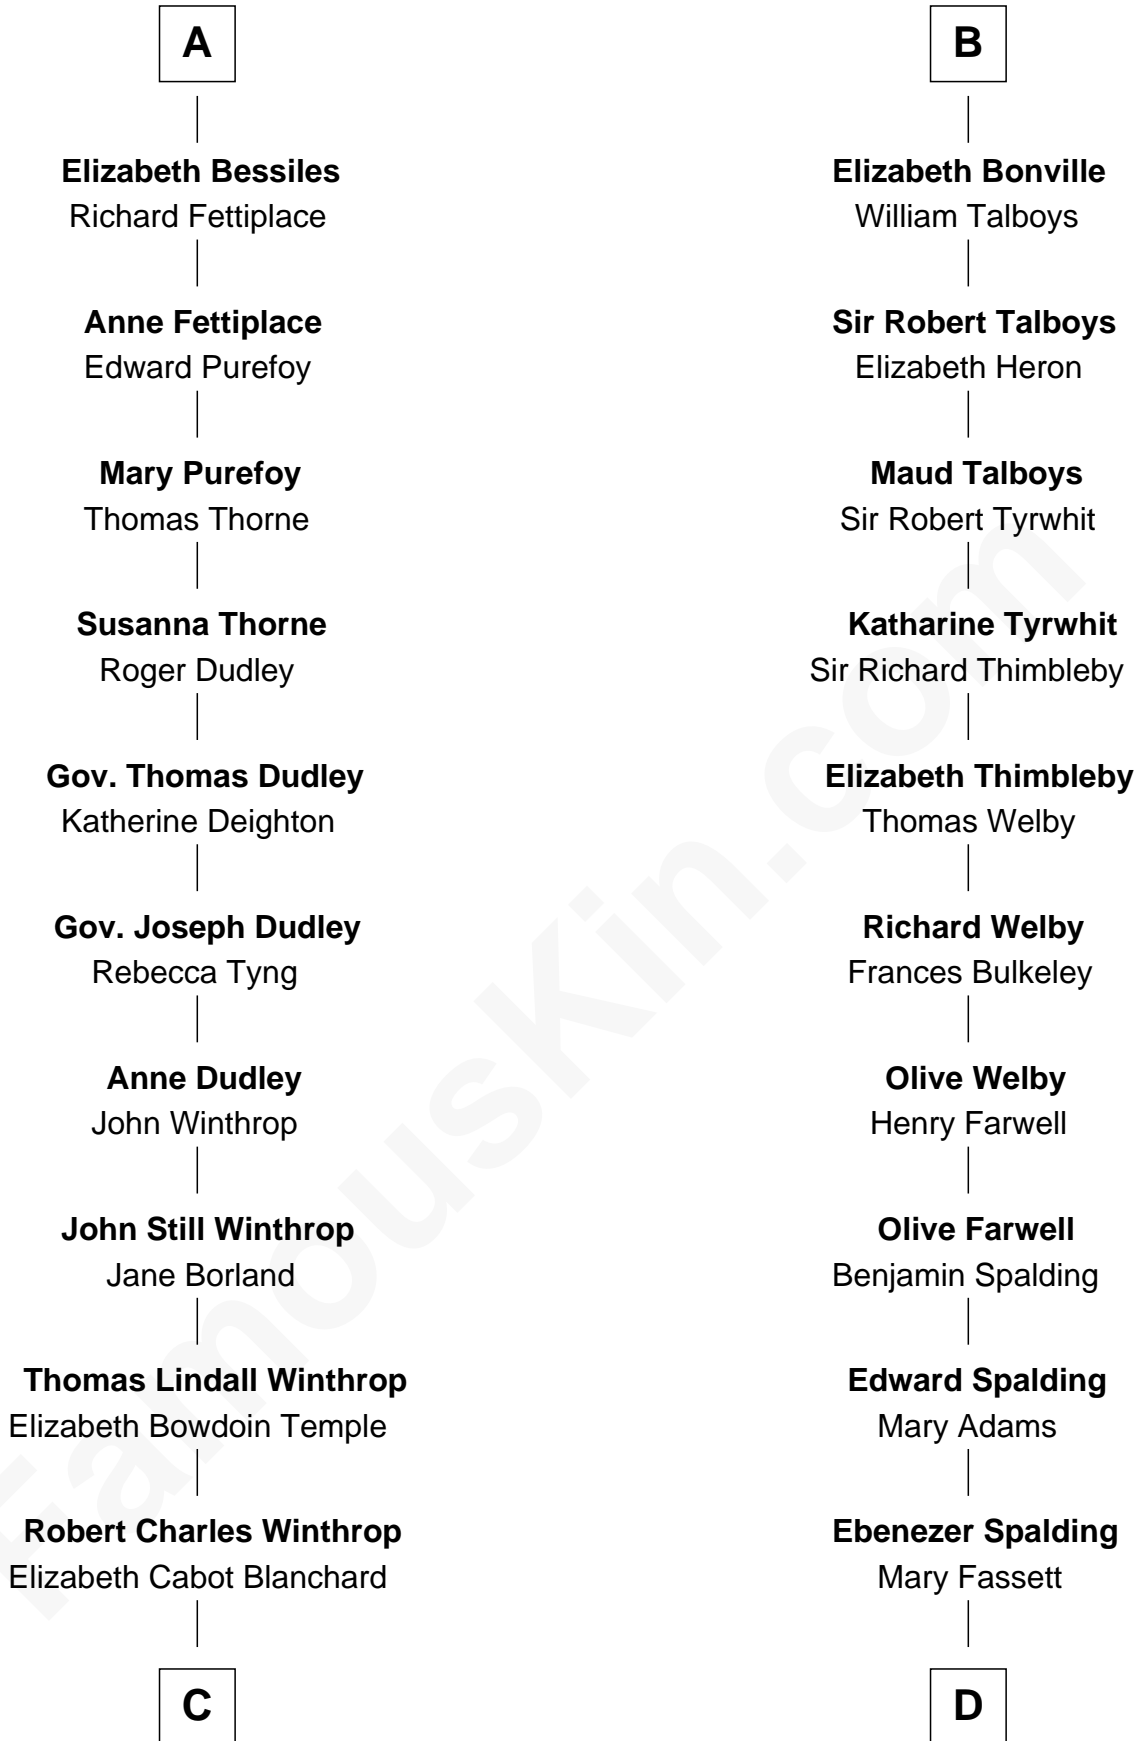 A
Elizabeth Bessiles
Richard Fettiplace
Anne Fettiplace
Edward Purefoy
Mary Purefoy
Thomas Thorne
Susanna Thorne
Roger Dudley
Gov. Thomas Dudley
Katherine Deighton
Gov. Joseph Dudley
Rebecca Tyng
Anne Dudley
John Winthrop
John Still Winthrop
Jane Borland
Thomas Lindall Winthrop
Elizabeth Bowdoin Temple
Robert Charles Winthrop
Elizabeth Cabot Blanchard
C
B
Elizabeth Bonville
William Talboys
Sir Robert Talboys
Elizabeth Heron
Maud Talboys
Sir Robert Tyrwhit
Katharine Tyrwhit
Sir Richard Thimbleby
Elizabeth Thimbleby
Thomas Welby
Richard Welby
Frances Bulkeley
Olive Welby
Henry Farwell
Olive Farwell
Benjamin Spalding
Edward Spalding
Mary Adams
Ebenezer Spalding
Mary Fassett
D
FamousKin.com